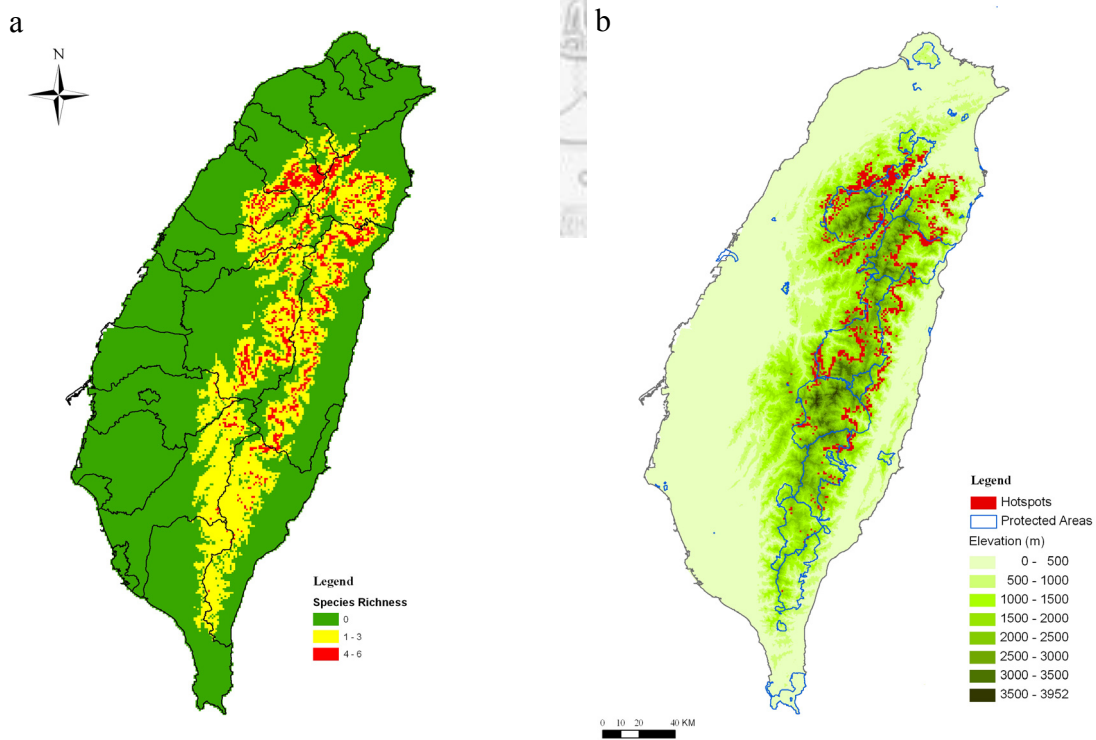 a
N
Legend
Species Richness
0
1 - 3
4 - 6
b
Legend
Hotspots
Protected Areas
Elevation (m)
0 - 500
500 - 1000
1000 - 1500
1500 - 2000
2000 - 2500
2500 - 3000
3000 - 3500
3500 - 3952
0 10 20 40 KM